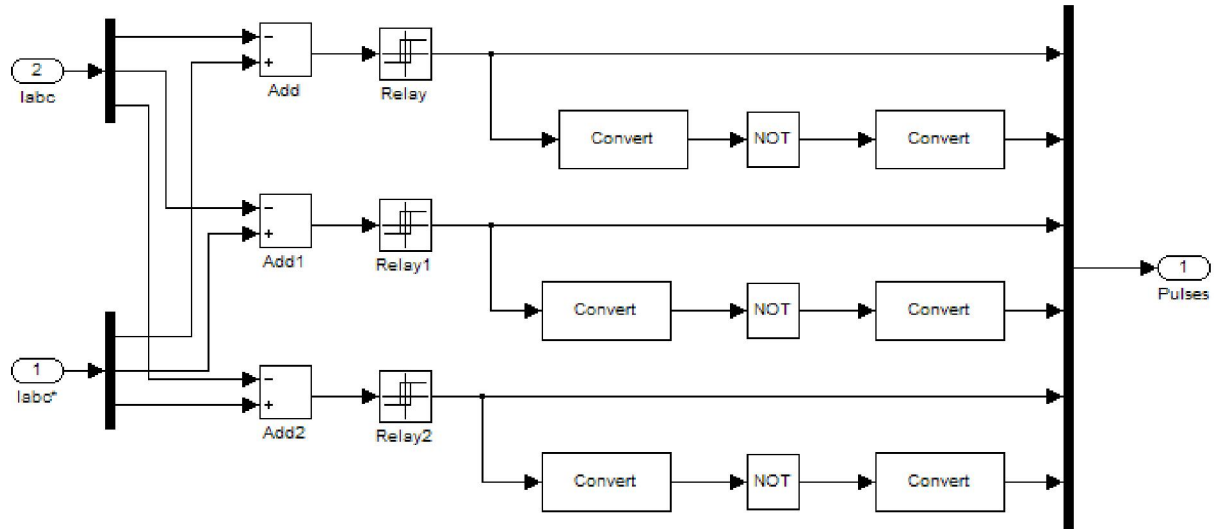 2
Iabc
−
+
Add
Relay
Convert
NOT
Convert
−
+
Add1
Relay1
Convert
NOT
Convert
1
Pulses
1
Iabc*
−
+
Add2
Relay2
Convert
NOT
Convert